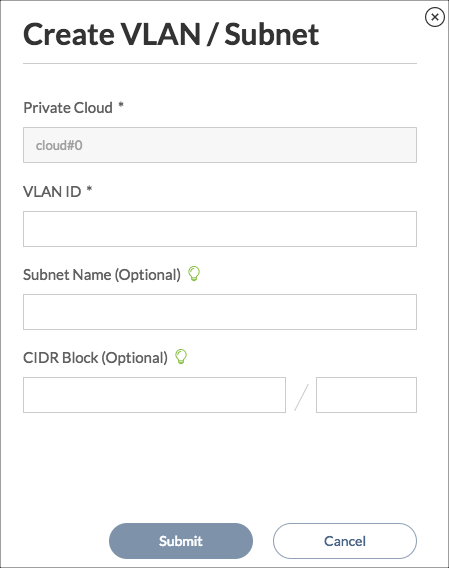 Create VLAN / Subnet
Private Cloud *
cloud#0
VLAN ID *
Subnet Name (Optional)
CIDR Block (Optional)
/
Submit
Cancel